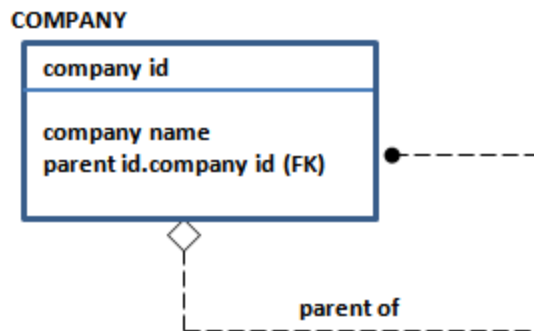 COMPANY
company id
company name
parent id.company id (FK)
parent of